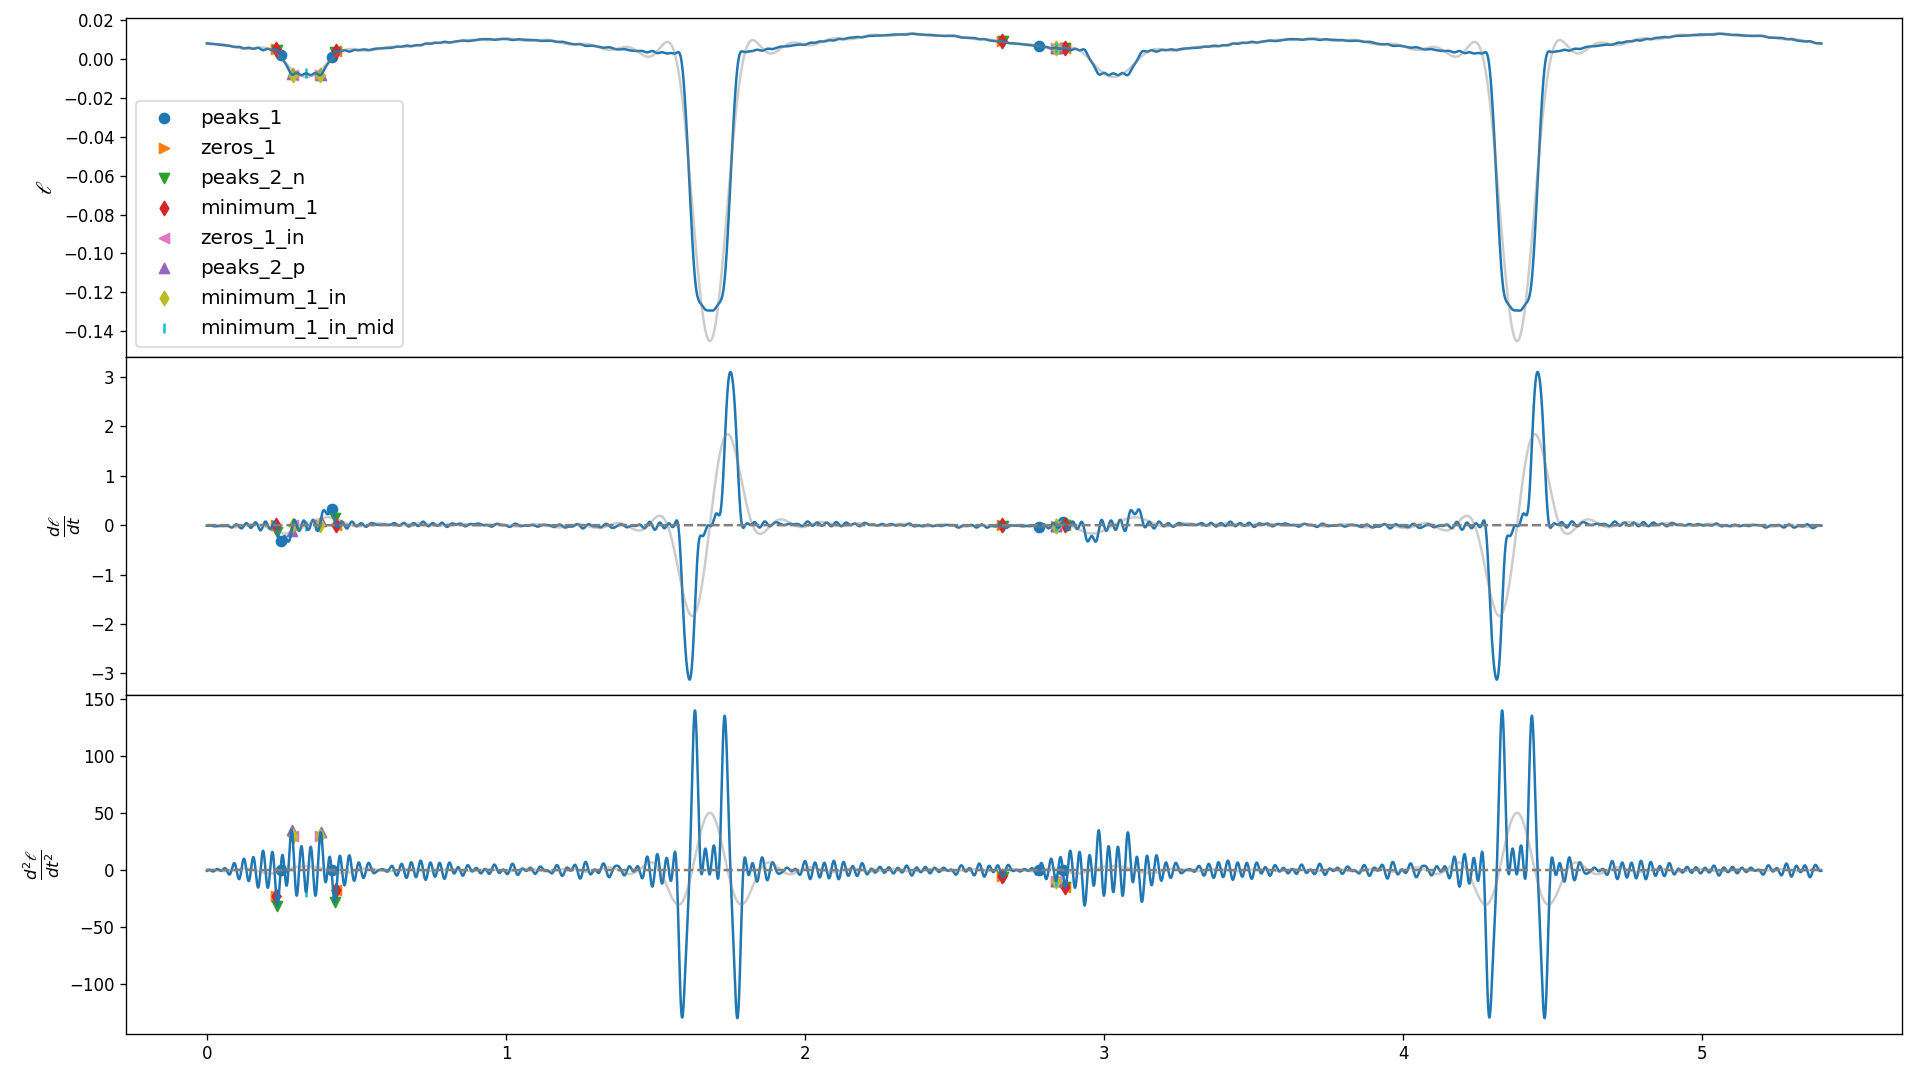 0.02
0.00
−0.02
−0.04
−0.06
−0.08
−0.10
−0.12
−0.14
ℓ
peaks_1
zeros_1
peaks_2_n
minimum_1
zeros_1_in
peaks_2_p
minimum_1_in
minimum_1_in_mid
3
2
1
0
−1
−2
−3
dℓ
dt
150
100
50
0
−50
−100
d²ℓ
dt²
0 1 2 3 4 5